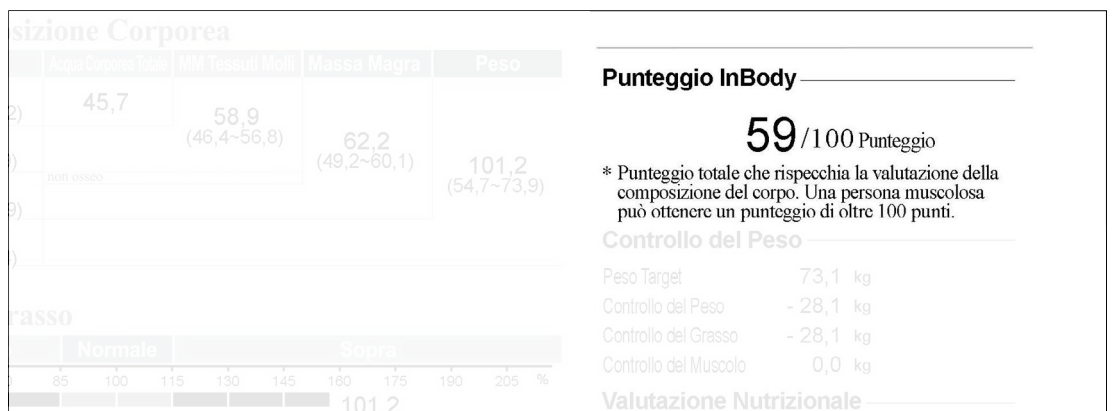 sizione Corporea
Acqua Corporea Totale MM Tessuti Molli Massa Magra Peso
2) 45,7 58,9 62,2 101,2
(46,4~56,8) (49,2~60,1) (54,7~73,9)
)
non osseo
9)
)
rasso
Normale Sopra
85 100 115 130 145 160 175 190 205 %
101,2
Punteggio InBody
59/100 Punteggio
* Punteggio totale che rispecchia la valutazione della
composizione del corpo. Una persona muscolosa
può ottenere un punteggio di oltre 100 punti.
Controllo del Peso
Peso Target 73,1 kg
Controllo del Peso - 28,1 kg
Controllo del Grasso - 28,1 kg
Controllo del Muscolo 0,0 kg
Valutazione Nutrizionale